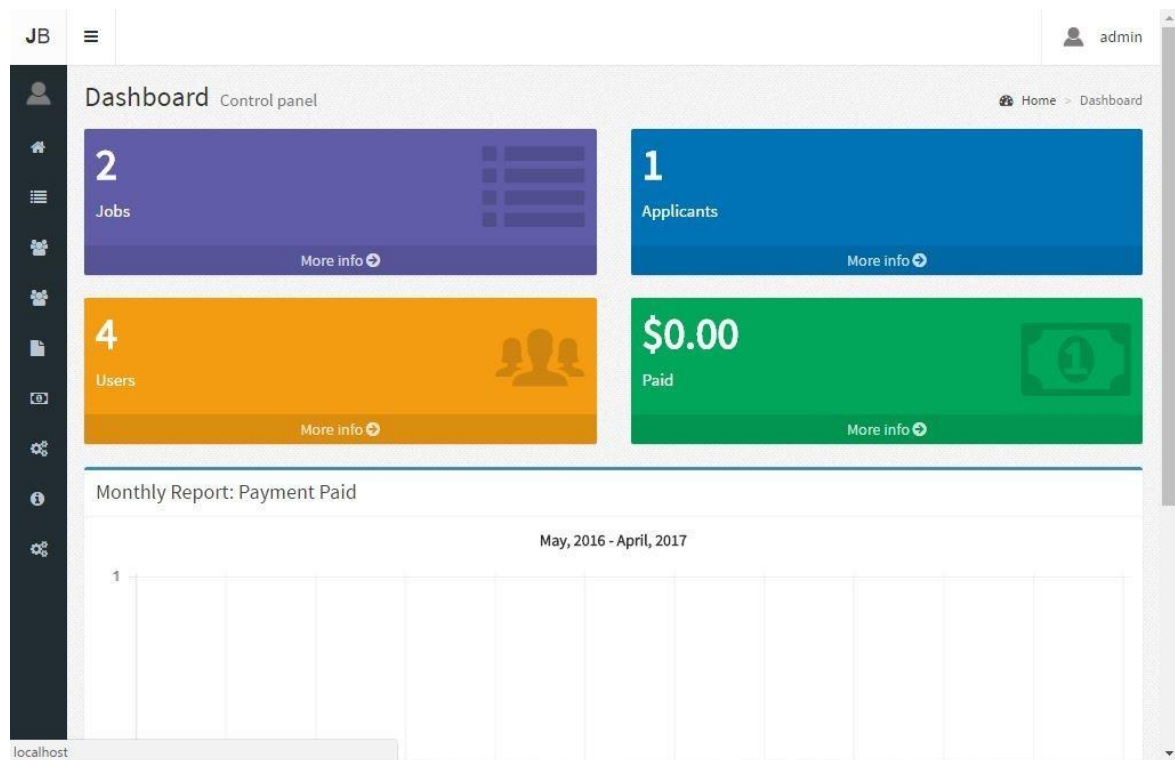 JB
admin
Dashboard Control panel
Home > Dashboard
2
Jobs
More info
1
Applicants
More info
4
Users
More info
$0.00
Paid
More info
Monthly Report: Payment Paid
May, 2016 - April, 2017
1
localhost